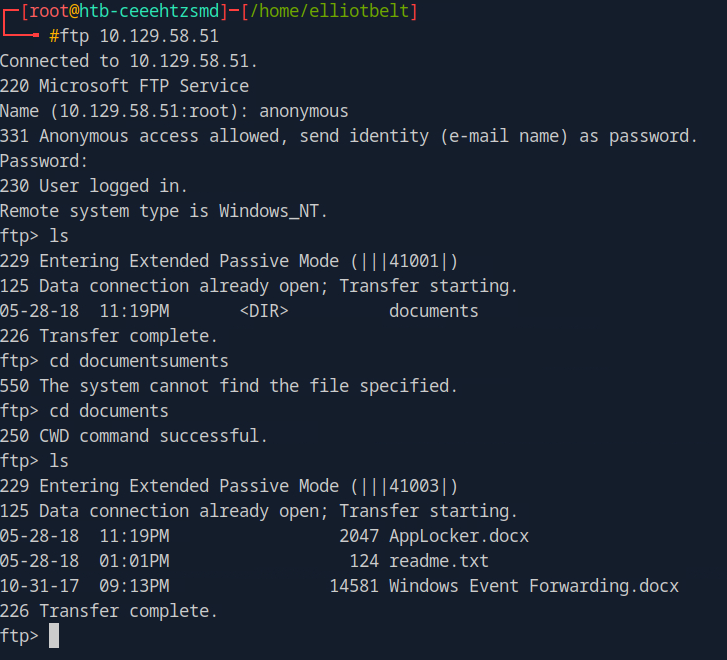 ┌─[root@htb-ceeehtzsmd]─[/home/elliotbelt]
└──╼ #ftp 10.129.58.51
Connected to 10.129.58.51.
220 Microsoft FTP Service
Name (10.129.58.51:root): anonymous
331 Anonymous access allowed, send identity (e-mail name) as password.
Password:
230 User logged in.
Remote system type is Windows_NT.
ftp> ls
229 Entering Extended Passive Mode (|||41001|)
125 Data connection already open; Transfer starting.
05-28-18  11:19PM       <DIR>          documents
226 Transfer complete.
ftp> cd documentsuments
550 The system cannot find the file specified.
ftp> cd documents
250 CWD command successful.
ftp> ls
229 Entering Extended Passive Mode (|||41003|)
125 Data connection already open; Transfer starting.
05-28-18  11:19PM                 2047 AppLocker.docx
05-28-18  01:01PM                  124 readme.txt
10-31-17  09:13PM                14581 Windows Event Forwarding.docx
226 Transfer complete.
ftp>